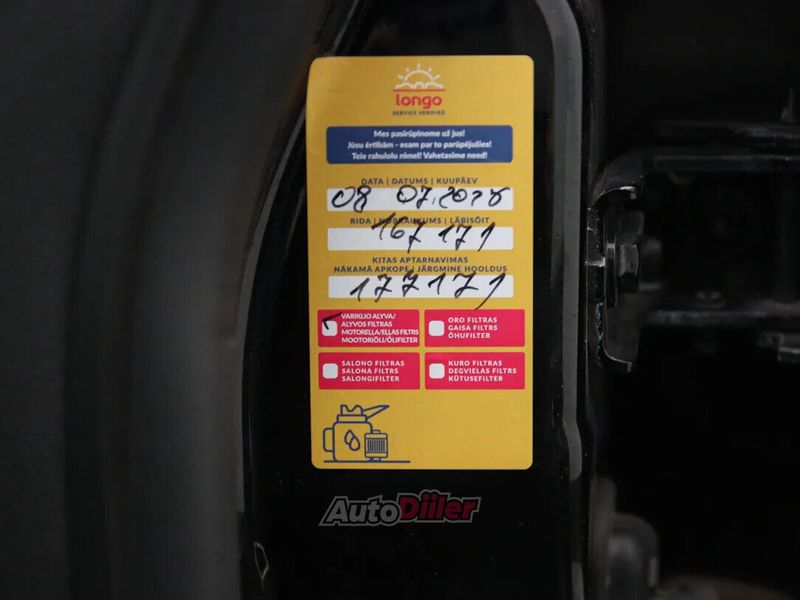 longo
SERVICE VERIFIED
Mes pasirūpinome už jus!
Jūsu ērtībām - esam par to parūpējušies!
Teie rahulolu nimel! Vahetasime need!
DATA | DATUMS | KUUPÄEV
08 07.2026
RIDA | NOBRAUKUMS | LÄBISÕIT
167 171
KITAS APTARNAVIMAS
NĀKAMĀ APKOPE | JÄRGMINE HOOLDUS
177171
VARIKLIO ALYVA/
ALYVOS FILTRAS
MOTOREĻĻA/EĻĻAS FILTRS
MOOTORIÕLI/ÕLIFILTER
ORO FILTRAS
GAISA FILTRS
ÕHUFILTER
SALONO FILTRAS
SALONA FILTRS
SALONGIFILTER
KURO FILTRAS
DEGVIELAS FILTRS
KÜTUSEFILTER
AutoDiiler